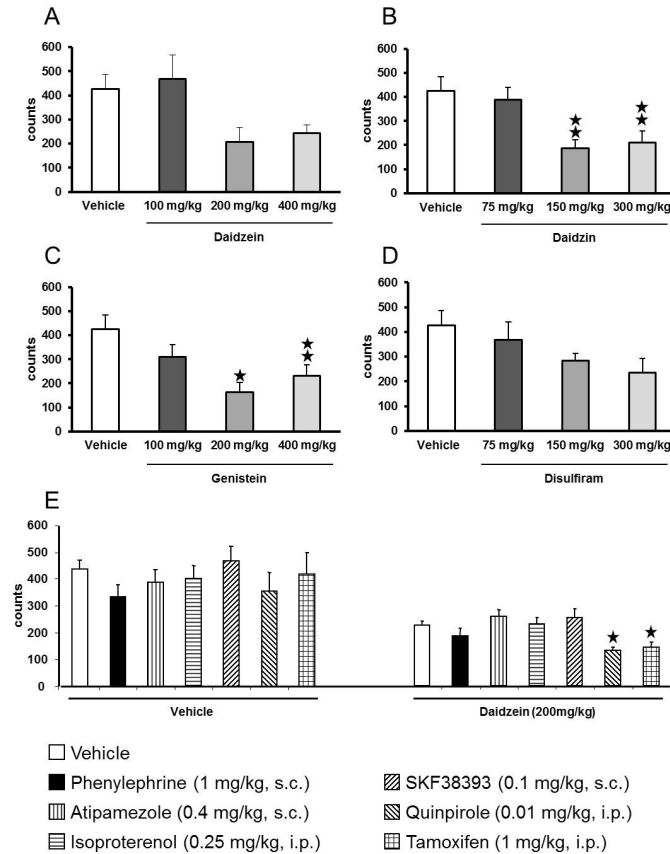 A
600
500
400
300
200
100
0
counts
Vehicle 100 mg/kg 200 mg/kg 400 mg/kg
Daidzein
B
600
500
400
300
200
100
0
counts
Vehicle 75 mg/kg 150 mg/kg 300 mg/kg
Daidzin
C
600
500
400
300
200
100
0
counts
Vehicle 100 mg/kg 200 mg/kg 400 mg/kg
Genistein
D
600
500
400
300
200
100
0
counts
Vehicle 75 mg/kg 150 mg/kg 300 mg/kg
Disulfiram
E
600
500
400
300
200
100
0
counts
Vehicle Daidzein (200mg/kg)
Vehicle
Phenylephrine (1 mg/kg, s.c.)
Atipamezole (0.4 mg/kg, s.c.)
Isoproterenol (0.25 mg/kg, i.p.)
SKF38393 (0.1 mg/kg, s.c.)
Quinpirole (0.01 mg/kg, i.p.)
Tamoxifen (1 mg/kg, i.p.)